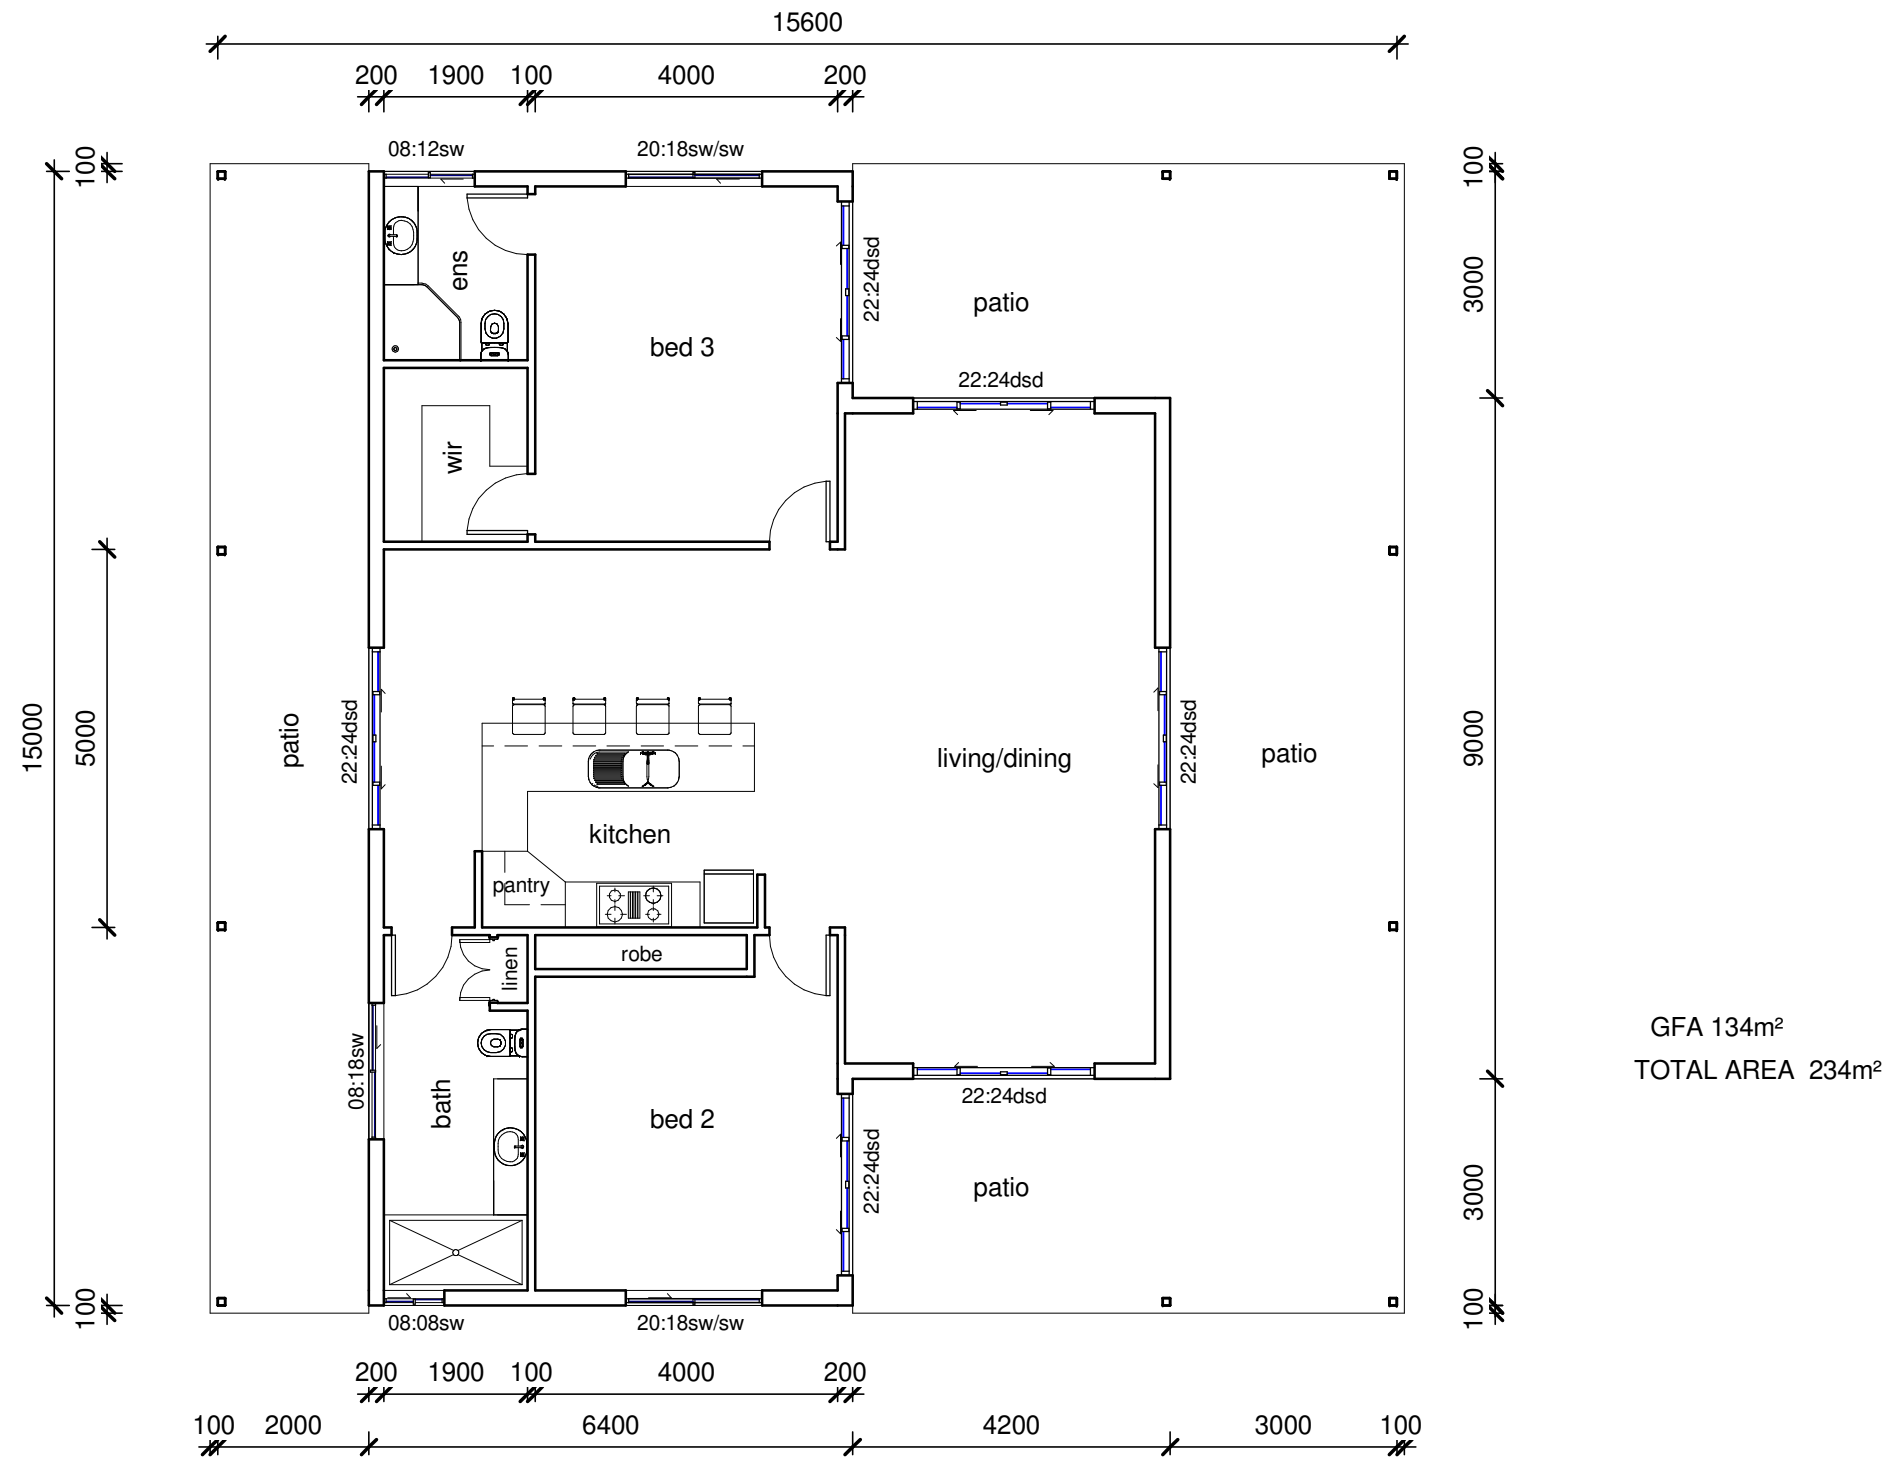 15600
200 1900 100 4000 200
08:12sw
20:18sw/sw
100
100
ens
22:24dsd
3000
patio
bed 3
22:24dsd
wir
15000
5000
patio
22:24dsd
living/dining
22:24dsd
patio
9000
kitchen
pantry
linen
robe
GFA 134m²
TOTAL AREA 234m²
08:18sw
bath
bed 2
22:24dsd
22:24dsd
patio
3000
100
100
08:08sw
20:18sw/sw
200 1900 100 4000 200
100 2000 6400 4200 3000 100